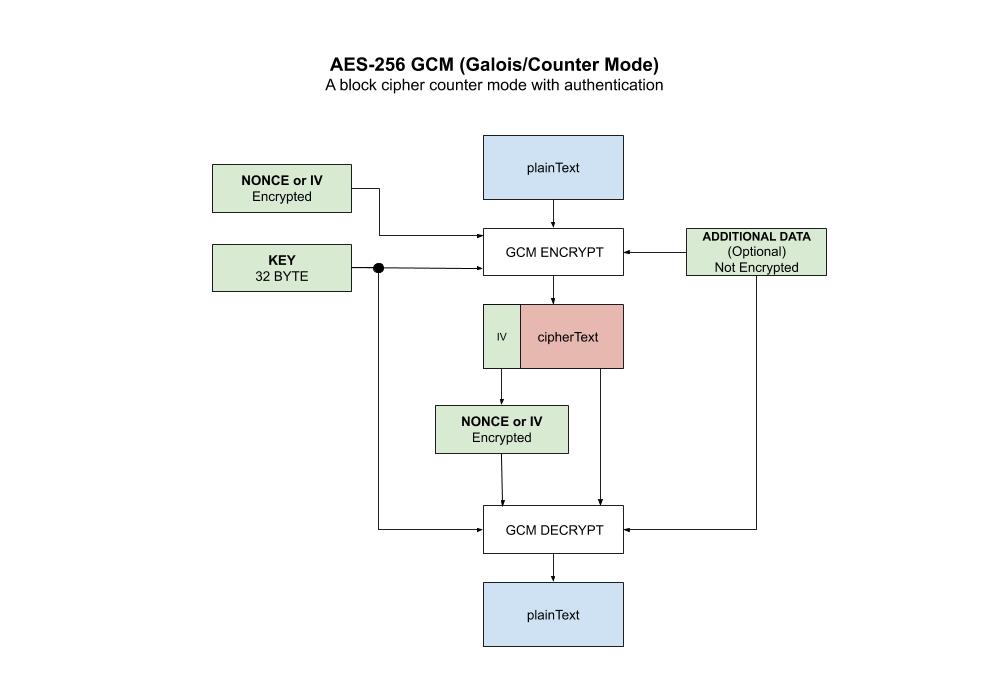 AES-256 GCM (Galois/Counter Mode)
A block cipher counter mode with authentication
plainText
NONCE or IV
Encrypted
GCM ENCRYPT
ADDITIONAL DATA
(Optional)
Not Encrypted
KEY
32 BYTE
IV
cipherText
NONCE or IV
Encrypted
GCM DECRYPT
plainText